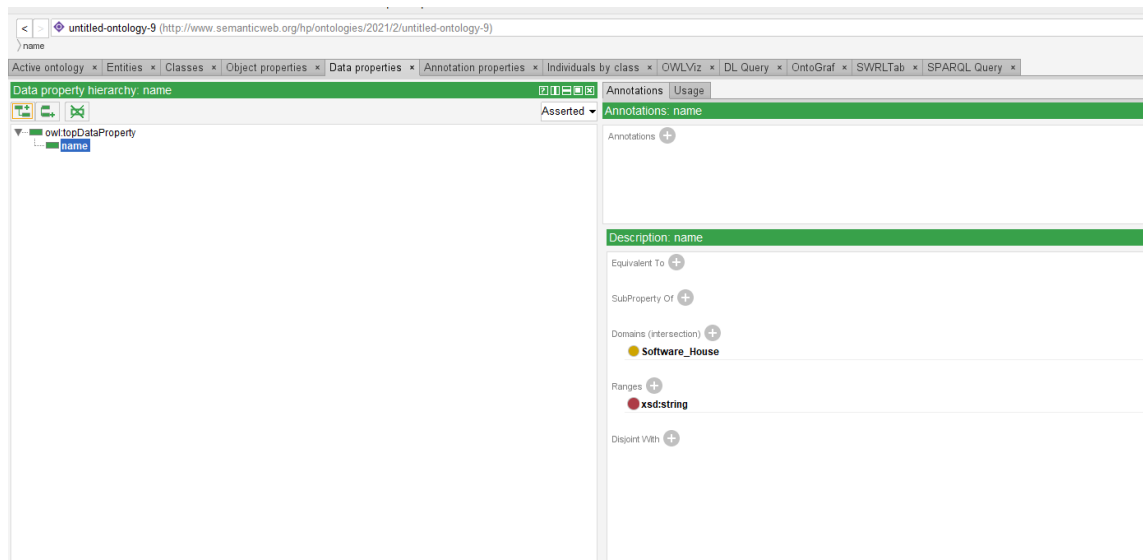 < > untitled-ontology-9 (http://www.semanticweb.org/hp/ontologies/2021/2/untitled-ontology-9)
name
Active ontology × Entities × Classes × Object properties × Data properties × Annotation properties × Individuals by class × OWLViz × DL Query × OntoGraf × SWRLTab × SPARQL Query ×
Data property hierarchy: name
Asserted
owl:topDataProperty
name
Annotations Usage
Annotations: name
Annotations
Description: name
Equivalent To
SubProperty Of
Domains (intersection)
Software_House
Ranges
xsd:string
Disjoint With